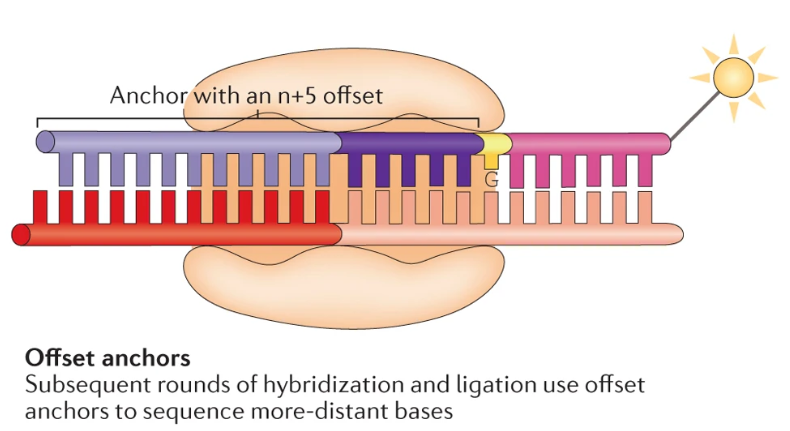 Anchor with an n+5 offset
G
Offset anchors
Subsequent rounds of hybridization and ligation use offset
anchors to sequence more-distant bases